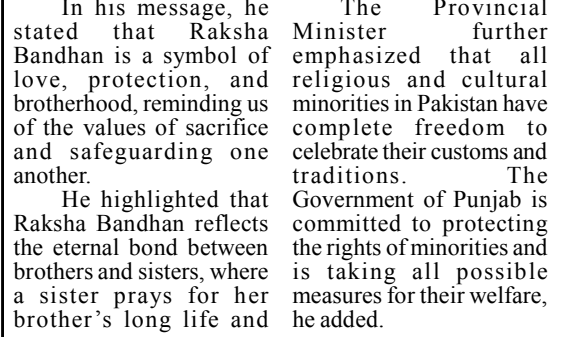 In his message, he
stated that Raksha
Bandhan is a symbol of
love, protection, and
brotherhood, reminding us
of the values of sacrifice
and safeguarding one
another.
He highlighted that
Raksha Bandhan reflects
the eternal bond between
brothers and sisters, where
a sister prays for her
brother's long life and
The Provincial
Minister further
emphasized that all
religious and cultural
minorities in Pakistan have
complete freedom to
celebrate their customs and
traditions. The
Government of Punjab is
committed to protecting
the rights of minorities and
is taking all possible
measures for their welfare,
he added.